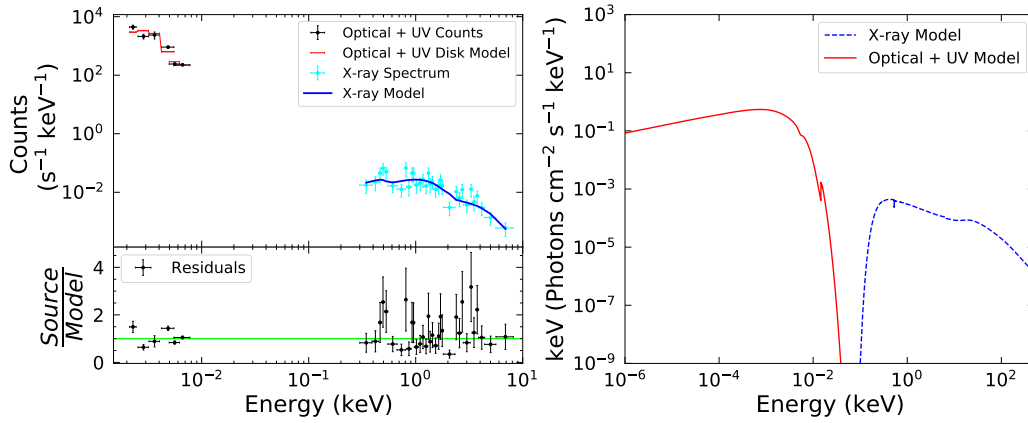 10⁴
10²
10⁰
10⁻²
Counts
(s⁻¹ keV⁻¹)
Optical + UV Counts
Optical + UV Disk Model
X-ray Spectrum
X-ray Model
4
2
0
Source
Model
Residuals
10⁻² 10⁻¹ 10⁰ 10¹
Energy (keV)
10³
10¹
10⁻¹
10⁻³
10⁻⁵
10⁻⁷
10⁻⁹
keV (Photons cm⁻² s⁻¹ keV⁻¹)
X-ray Model
Optical + UV Model
10⁻⁶ 10⁻⁴ 10⁻² 10⁰ 10²
Energy (keV)